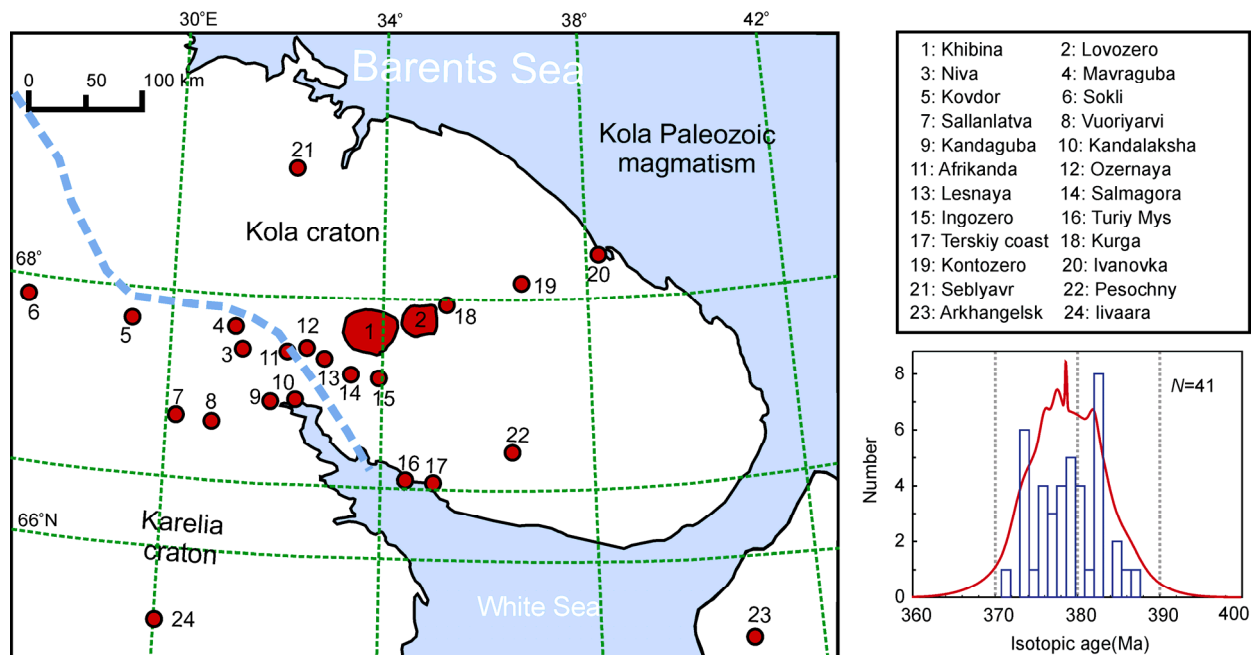 30°E 34° 38° 42°
0 50 100 km
Barents Sea
Kola Paleozoic
magmatism
21
Kola craton
68°
20
19
6
5
4
12
1
2
18
3
11
13
14
15
7
8
9
10
22
16
17
66°N
Karelia
craton
White Sea
24
23
1: Khibina 2: Lovozero
3: Niva 4: Mavraguba
5: Kovdor 6: Sokli
7: Sallanlatva 8: Vuoriyarvi
9: Kandaguba 10: Kandalaksha
11: Afrikanda 12: Ozernaya
13: Lesnaya 14: Salmagora
15: Ingozero 16: Turiy Mys
17: Terskiy coast 18: Kurga
19: Kontozero 20: Ivanovka
21: Seblyavr 22: Pesochny
23: Arkhangelsk 24: Iivaara
N=41
Number
8
6
4
2
0
360 370 380 390 400
Isotopic age(Ma)